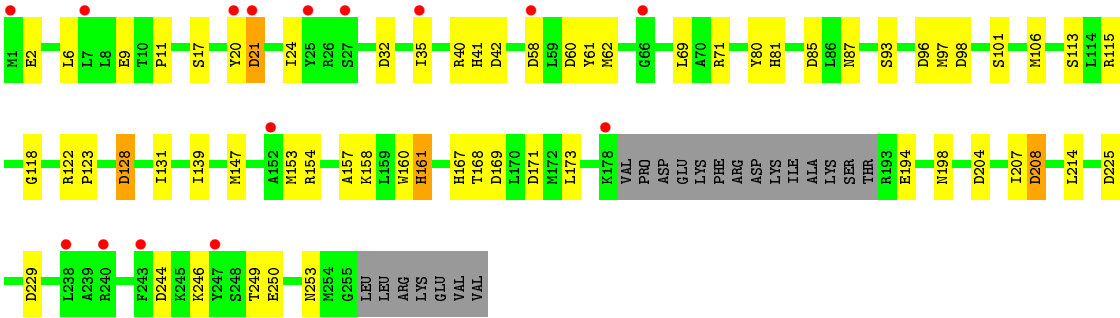 M1 E2 L6 L7 L8 E9 T10 P11 S17 Y20 D21 I24 Y25 R26 S27 D32 I35 R40 H41 D42 D58 L59 D60 Y61 M62 G66 L69 A70 R71 Y80 H81 D85 L86 N87 S93 D96 M97 D98 S101 M106 S113 L114 R115
G118 R122 P123 D128 I131 I139 M147 A152 M153 R154 A157 K158 L159 W160 H161 H167 T168 D169 L170 D171 M172 L173 K178 VAL PRO ASP GLU LYS PHE ARG ASP LYS ILE ALA LYS SER THR R193 E194 N198 D204 I207 D208 L214 D225
D229 L238 A239 R240 F243 D244 K245 K246 Y247 S248 T249 E250 N253 M254 G255 LEU LEU ARG LYS GLU VAL VAL